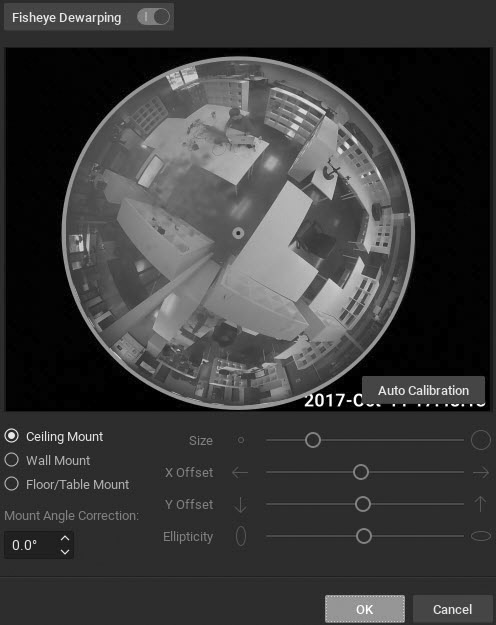 Fisheye Dewarping
Auto Calibration
2017-Oct
Ceiling Mount
Size
Wall Mount
X Offset
Floor/Table Mount
Y Offset
Mount Angle Correction:
Ellipticity
0.0°
OK
Cancel